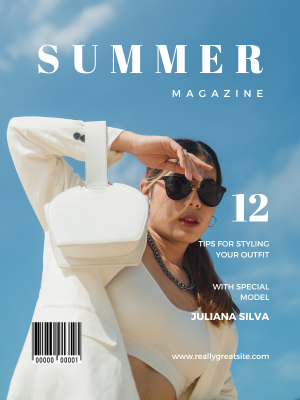 SUMMER
MAGAZINE
12
TIPS FOR STYLING
YOUR OUTFIT
WITH SPECIAL
MODEL
JULIANA SILVA
00000 00001
www.reallygreatsite.com